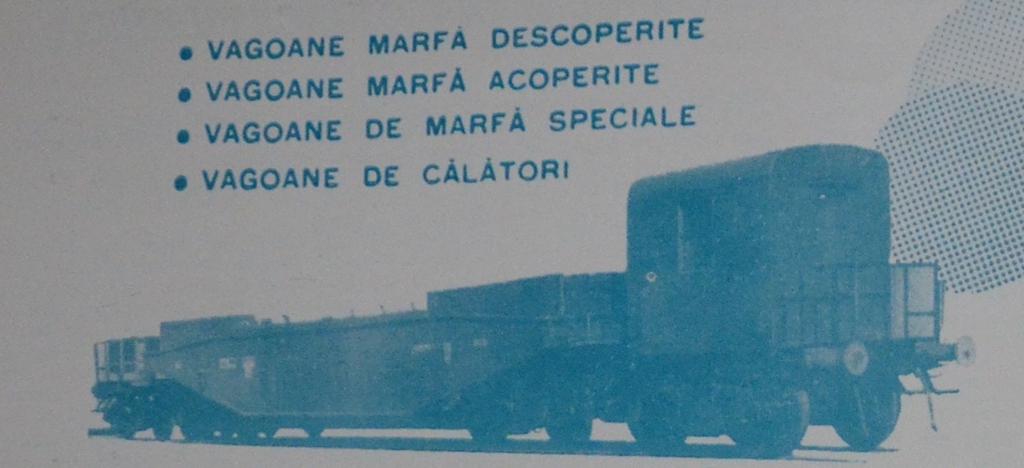 • VAGOANE MARFĂ DESCOPERITE
• VAGOANE MARFĂ ACOPERITE
• VAGOANE DE MARFĂ SPECIALE
• VAGOANE DE CĂLĂTORI